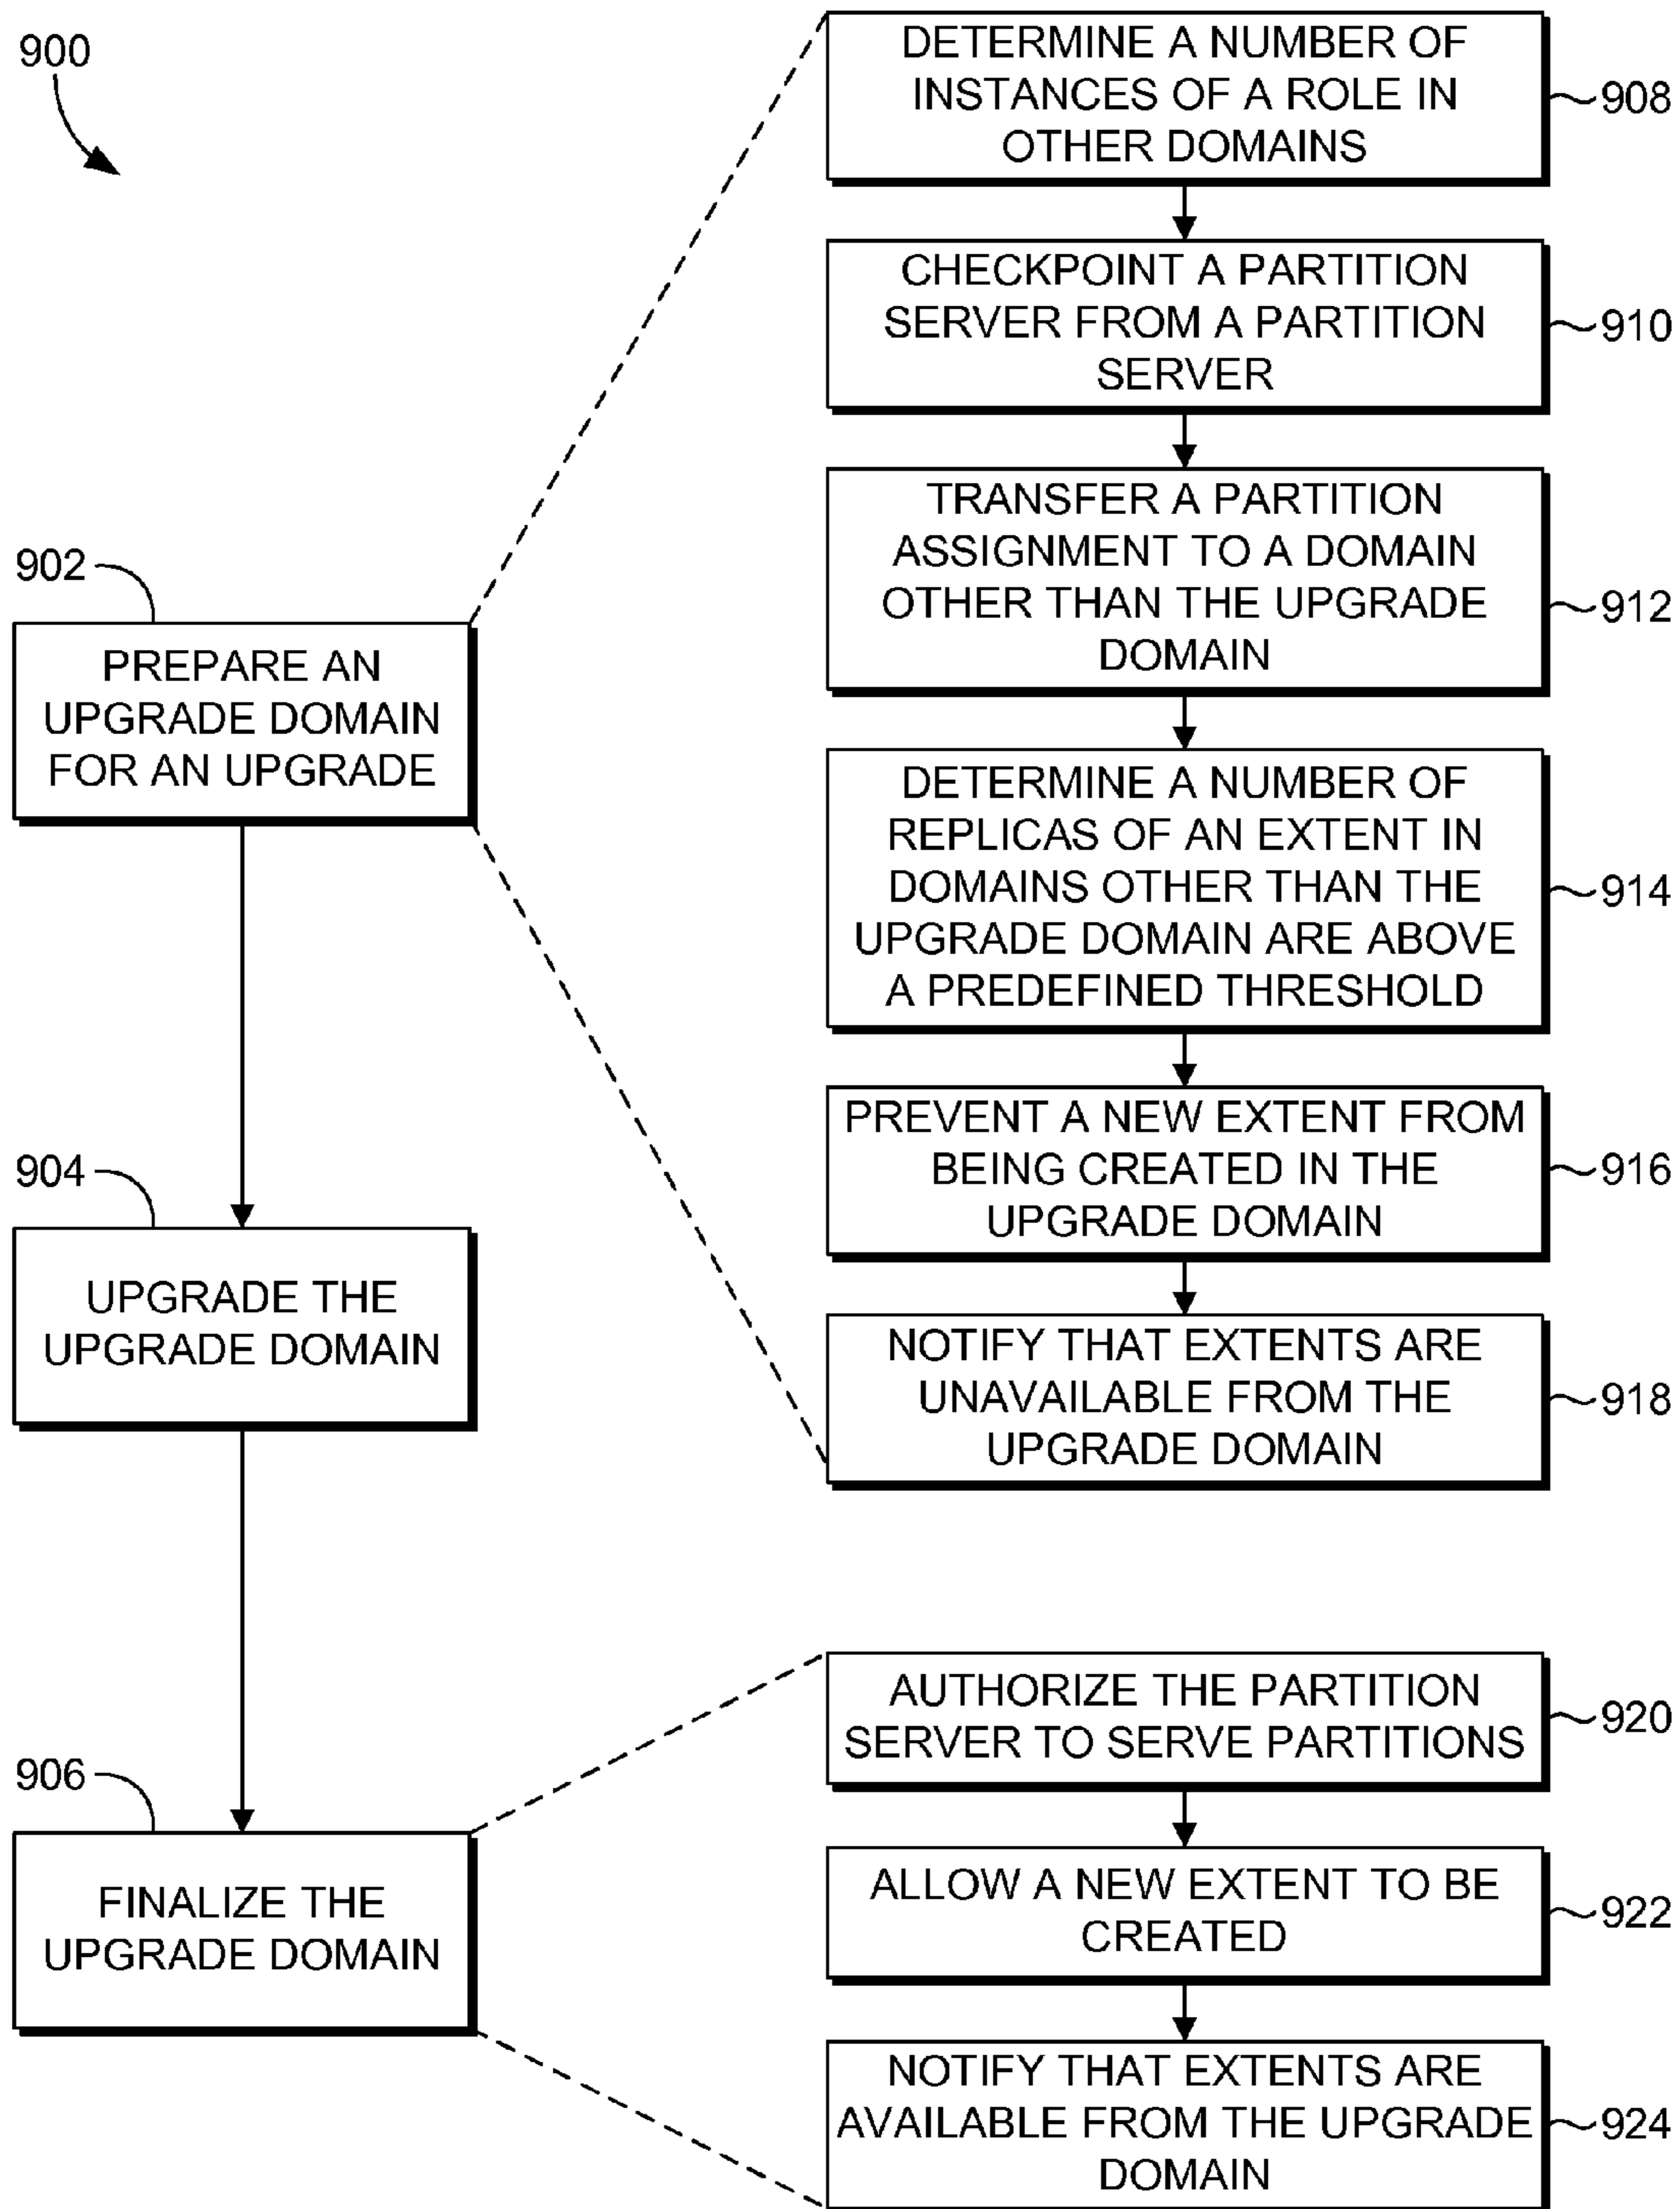 900
902
PREPARE AN
UPGRADE DOMAIN
FOR AN UPGRADE
904
UPGRADE THE
UPGRADE DOMAIN
906
FINALIZE THE
UPGRADE DOMAIN
DETERMINE A NUMBER OF
INSTANCES OF A ROLE IN
OTHER DOMAINS
908
CHECKPOINT A PARTITION
SERVER FROM A PARTITION
SERVER
910
TRANSFER A PARTITION
ASSIGNMENT TO A DOMAIN
OTHER THAN THE UPGRADE
DOMAIN
912
DETERMINE A NUMBER OF
REPLICAS OF AN EXTENT IN
DOMAINS OTHER THAN THE
UPGRADE DOMAIN ARE ABOVE
A PREDEFINED THRESHOLD
914
PREVENT A NEW EXTENT FROM
BEING CREATED IN THE
UPGRADE DOMAIN
916
NOTIFY THAT EXTENTS ARE
UNAVAILABLE FROM THE
UPGRADE DOMAIN
918
AUTHORIZE THE PARTITION
SERVER TO SERVE PARTITIONS
920
ALLOW A NEW EXTENT TO BE
CREATED
922
NOTIFY THAT EXTENTS ARE
AVAILABLE FROM THE UPGRADE
DOMAIN
924